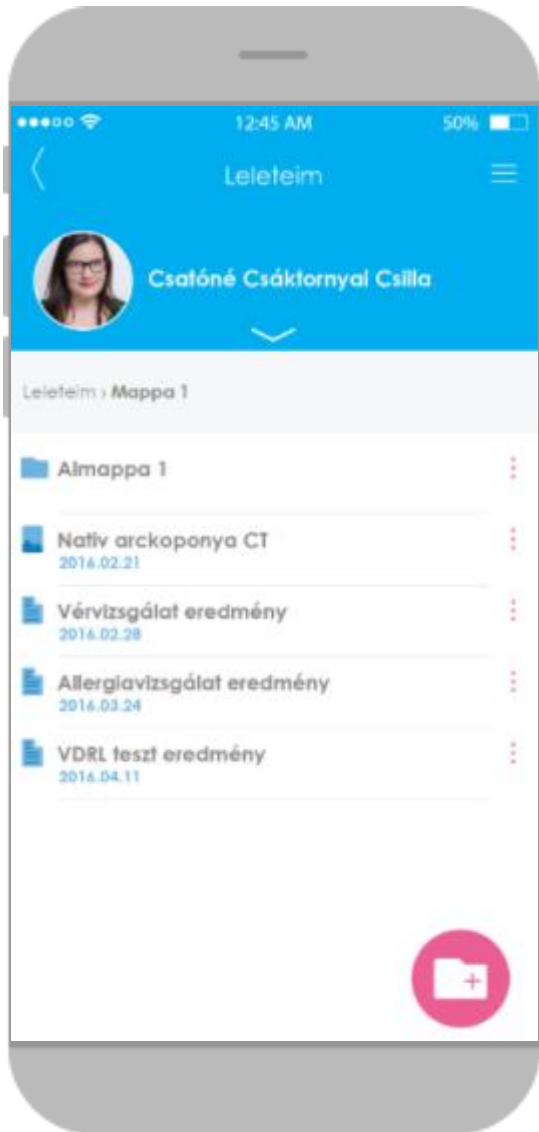 12:45 AM 50%
Leleteim
Csatóné Csáktornyai Csilla
Leleteim › Mappa 1
Almappa 1
Nativ arckoponya CT
2016.02.21
Vérvizsgálat eredmény
2016.02.28
Allergiavizsgálat eredmény
2016.03.24
VDRL teszt eredmény
2016.04.11